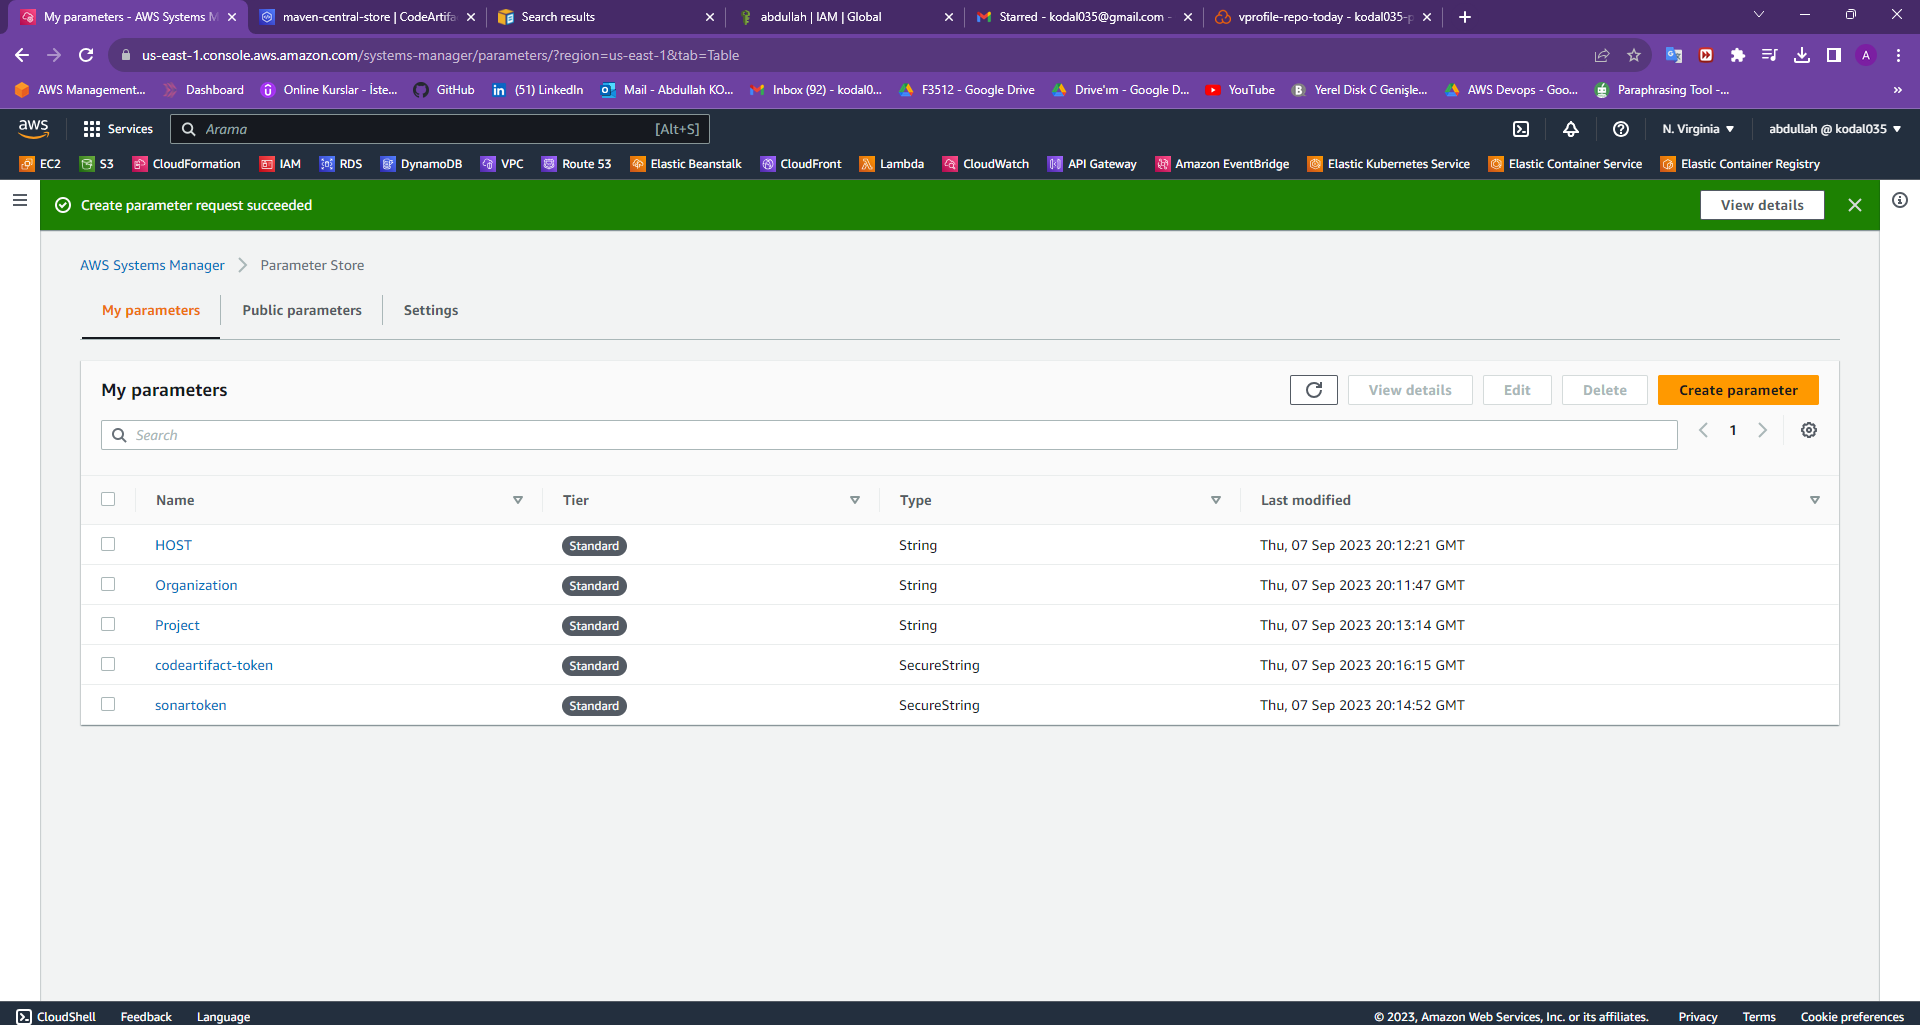 My parameters - AWS Systems M
maven-central-store | CodeArtifa
Search results
abdullah | IAM | Global
Starred - kodal035@gmail.com -
vprofile-repo-today - kodal035-p
us-east-1.console.aws.amazon.com/systems-manager/parameters/?region=us-east-1&tab=Table
A
AWS Management...
Dashboard
Online Kurslar - İste...
GitHub
(51) LinkedIn
Mail - Abdullah KO...
Inbox (92) - kodal0...
F3512 - Google Drive
Drive'ım - Google D...
YouTube
Yerel Disk C Genişle...
AWS Devops - Goo...
Paraphrasing Tool -...
»
aws
Services
Arama
[Alt+S]
N. Virginia
abdullah @ kodal035
EC2
S3
CloudFormation
IAM
RDS
DynamoDB
VPC
Route 53
Elastic Beanstalk
CloudFront
Lambda
CloudWatch
API Gateway
Amazon EventBridge
Elastic Kubernetes Service
Elastic Container Service
Elastic Container Registry
Create parameter request succeeded
View details
AWS Systems Manager
Parameter Store
My parameters
Public parameters
Settings
My parameters
View details
Edit
Delete
Create parameter
Search
1
Name
Tier
Type
Last modified
HOST
Standard
String
Thu, 07 Sep 2023 20:12:21 GMT
Organization
Standard
String
Thu, 07 Sep 2023 20:11:47 GMT
Project
Standard
String
Thu, 07 Sep 2023 20:13:14 GMT
codeartifact-token
Standard
SecureString
Thu, 07 Sep 2023 20:16:15 GMT
sonartoken
Standard
SecureString
Thu, 07 Sep 2023 20:14:52 GMT
CloudShell
Feedback
Language
© 2023, Amazon Web Services, Inc. or its affiliates.
Privacy
Terms
Cookie preferences